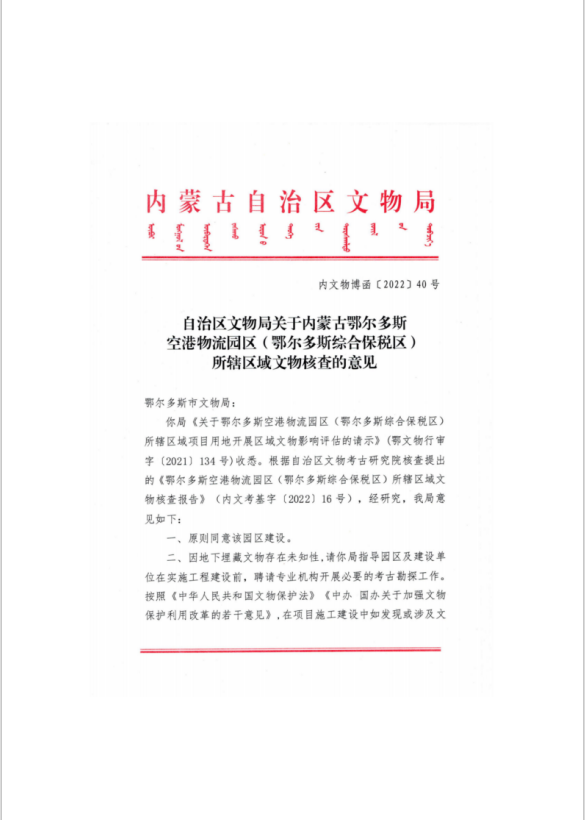 内蒙古自治区文物局
内文物博函〔2022〕40号
自治区文物局关于内蒙古鄂尔多斯
空港物流园区（鄂尔多斯综合保税区）
所辖区域文物核查的意见
鄂尔多斯市文物局：
你局《关于鄂尔多斯空港物流园区（鄂尔多斯综合保税区）
所辖区域项目用地开展区域文物影响评估的请示》(鄂文物行审
字〔2021〕134号)收悉。根据自治区文物考古研究院核查提出
的《鄂尔多斯空港物流园区（鄂尔多斯综合保税区）所辖区域文
物核查报告》（内文考基字〔2022〕16号），经研究，我局意
见如下：
一、原则同意该园区建设。
二、因地下埋藏文物存在未知性,请你局指导园区及建设单
位在实施工程建设前，聘请专业机构开展必要的考古勘探工作。
按照《中华人民共和国文物保护法》《中办 国办关于加强文物
保护利用改革的若干意见》,在项目施工建设中如发现或涉及文